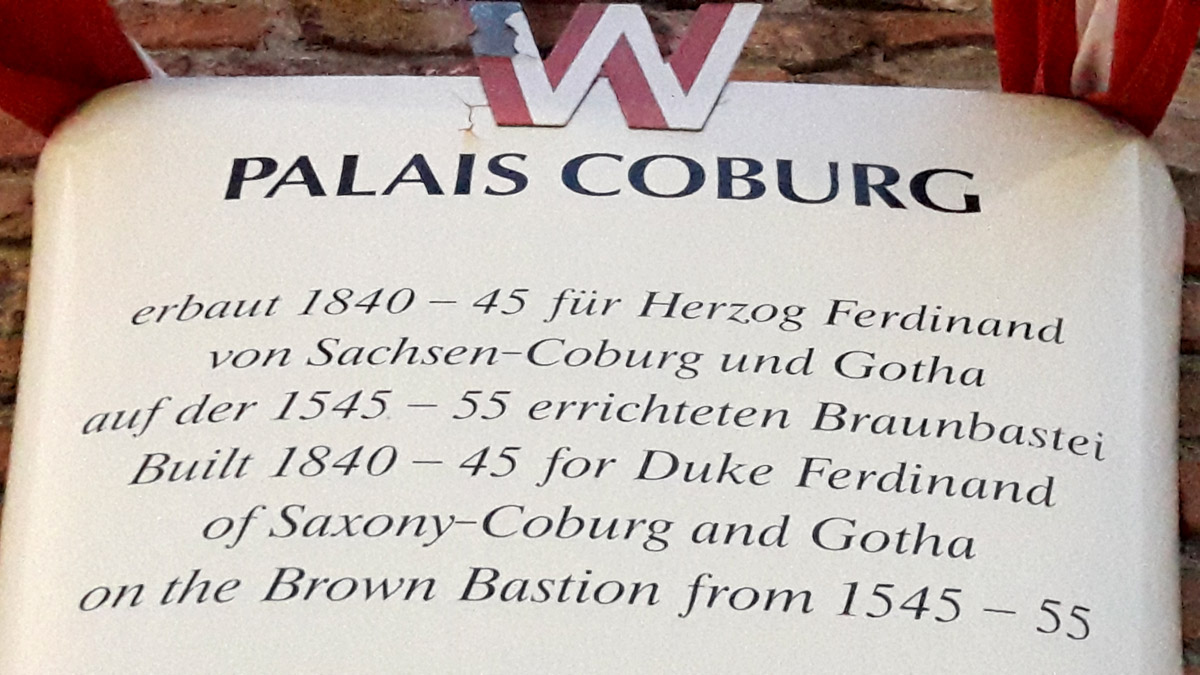 W
PALAIS COBURG
erbaut 1840 – 45 für Herzog Ferdinand
von Sachsen-Coburg und Gotha
auf der 1545 – 55 errichteten Braunbastei
Built 1840 – 45 for Duke Ferdinand
of Saxony-Coburg and Gotha
on the Brown Bastion from 1545 – 55